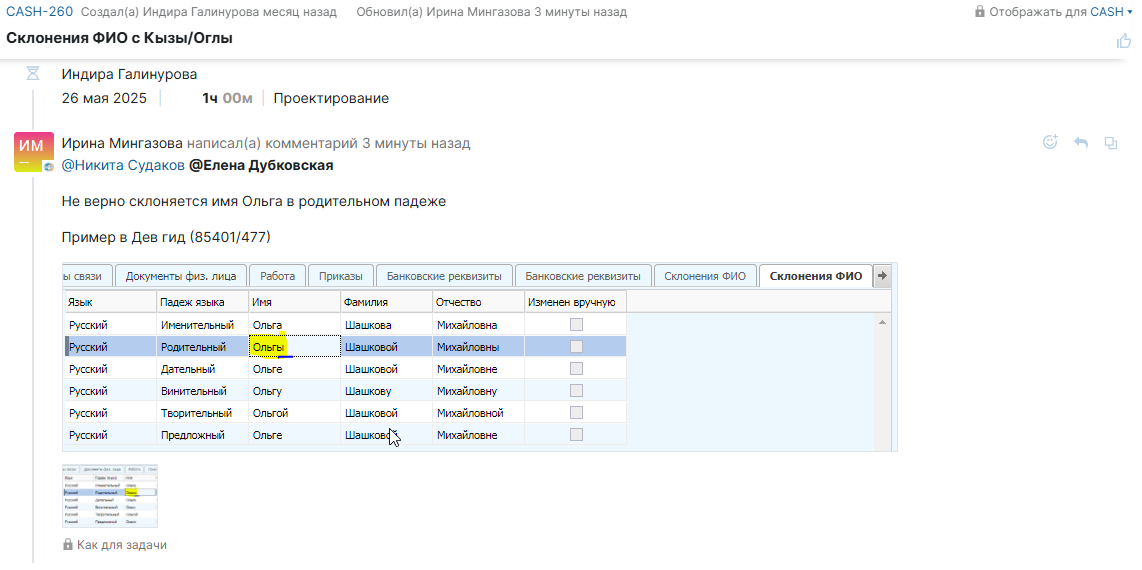 CASH-260 Создал(а) Индира Галинурова месяц назад Обновил(а) Ирина Мингазова 3 минуты назад Отображать для CASH
Склонения ФИО с Кызы/Оглы
Индира Галинурова
26 мая 2025 1ч 00м Проектирование
ИМ Ирина Мингазова написал(а) комментарий 3 минуты назад
@Никита Судаков @Елена Дубковская
Не верно склоняется имя Ольга в родительном падеже
Пример в Дев гид (85401/477)
ы связи Документы физ. лица Работа Приказы Банковские реквизиты Банковские реквизиты Склонения ФИО Склонения ФИО
Язык Падеж языка Имя Фамилия Отчество Изменен вручную
Русский Именительный Ольга Шашкова Михайловна
Русский Родительный Ольгы Шашковой Михайловны
Русский Дательный Ольге Шашковой Михайловне
Русский Винительный Ольгу Шашкову Михайловну
Русский Творительный Ольгой Шашковой Михайловной
Русский Предложный Ольге Шашковой Михайловне
Как для задачи